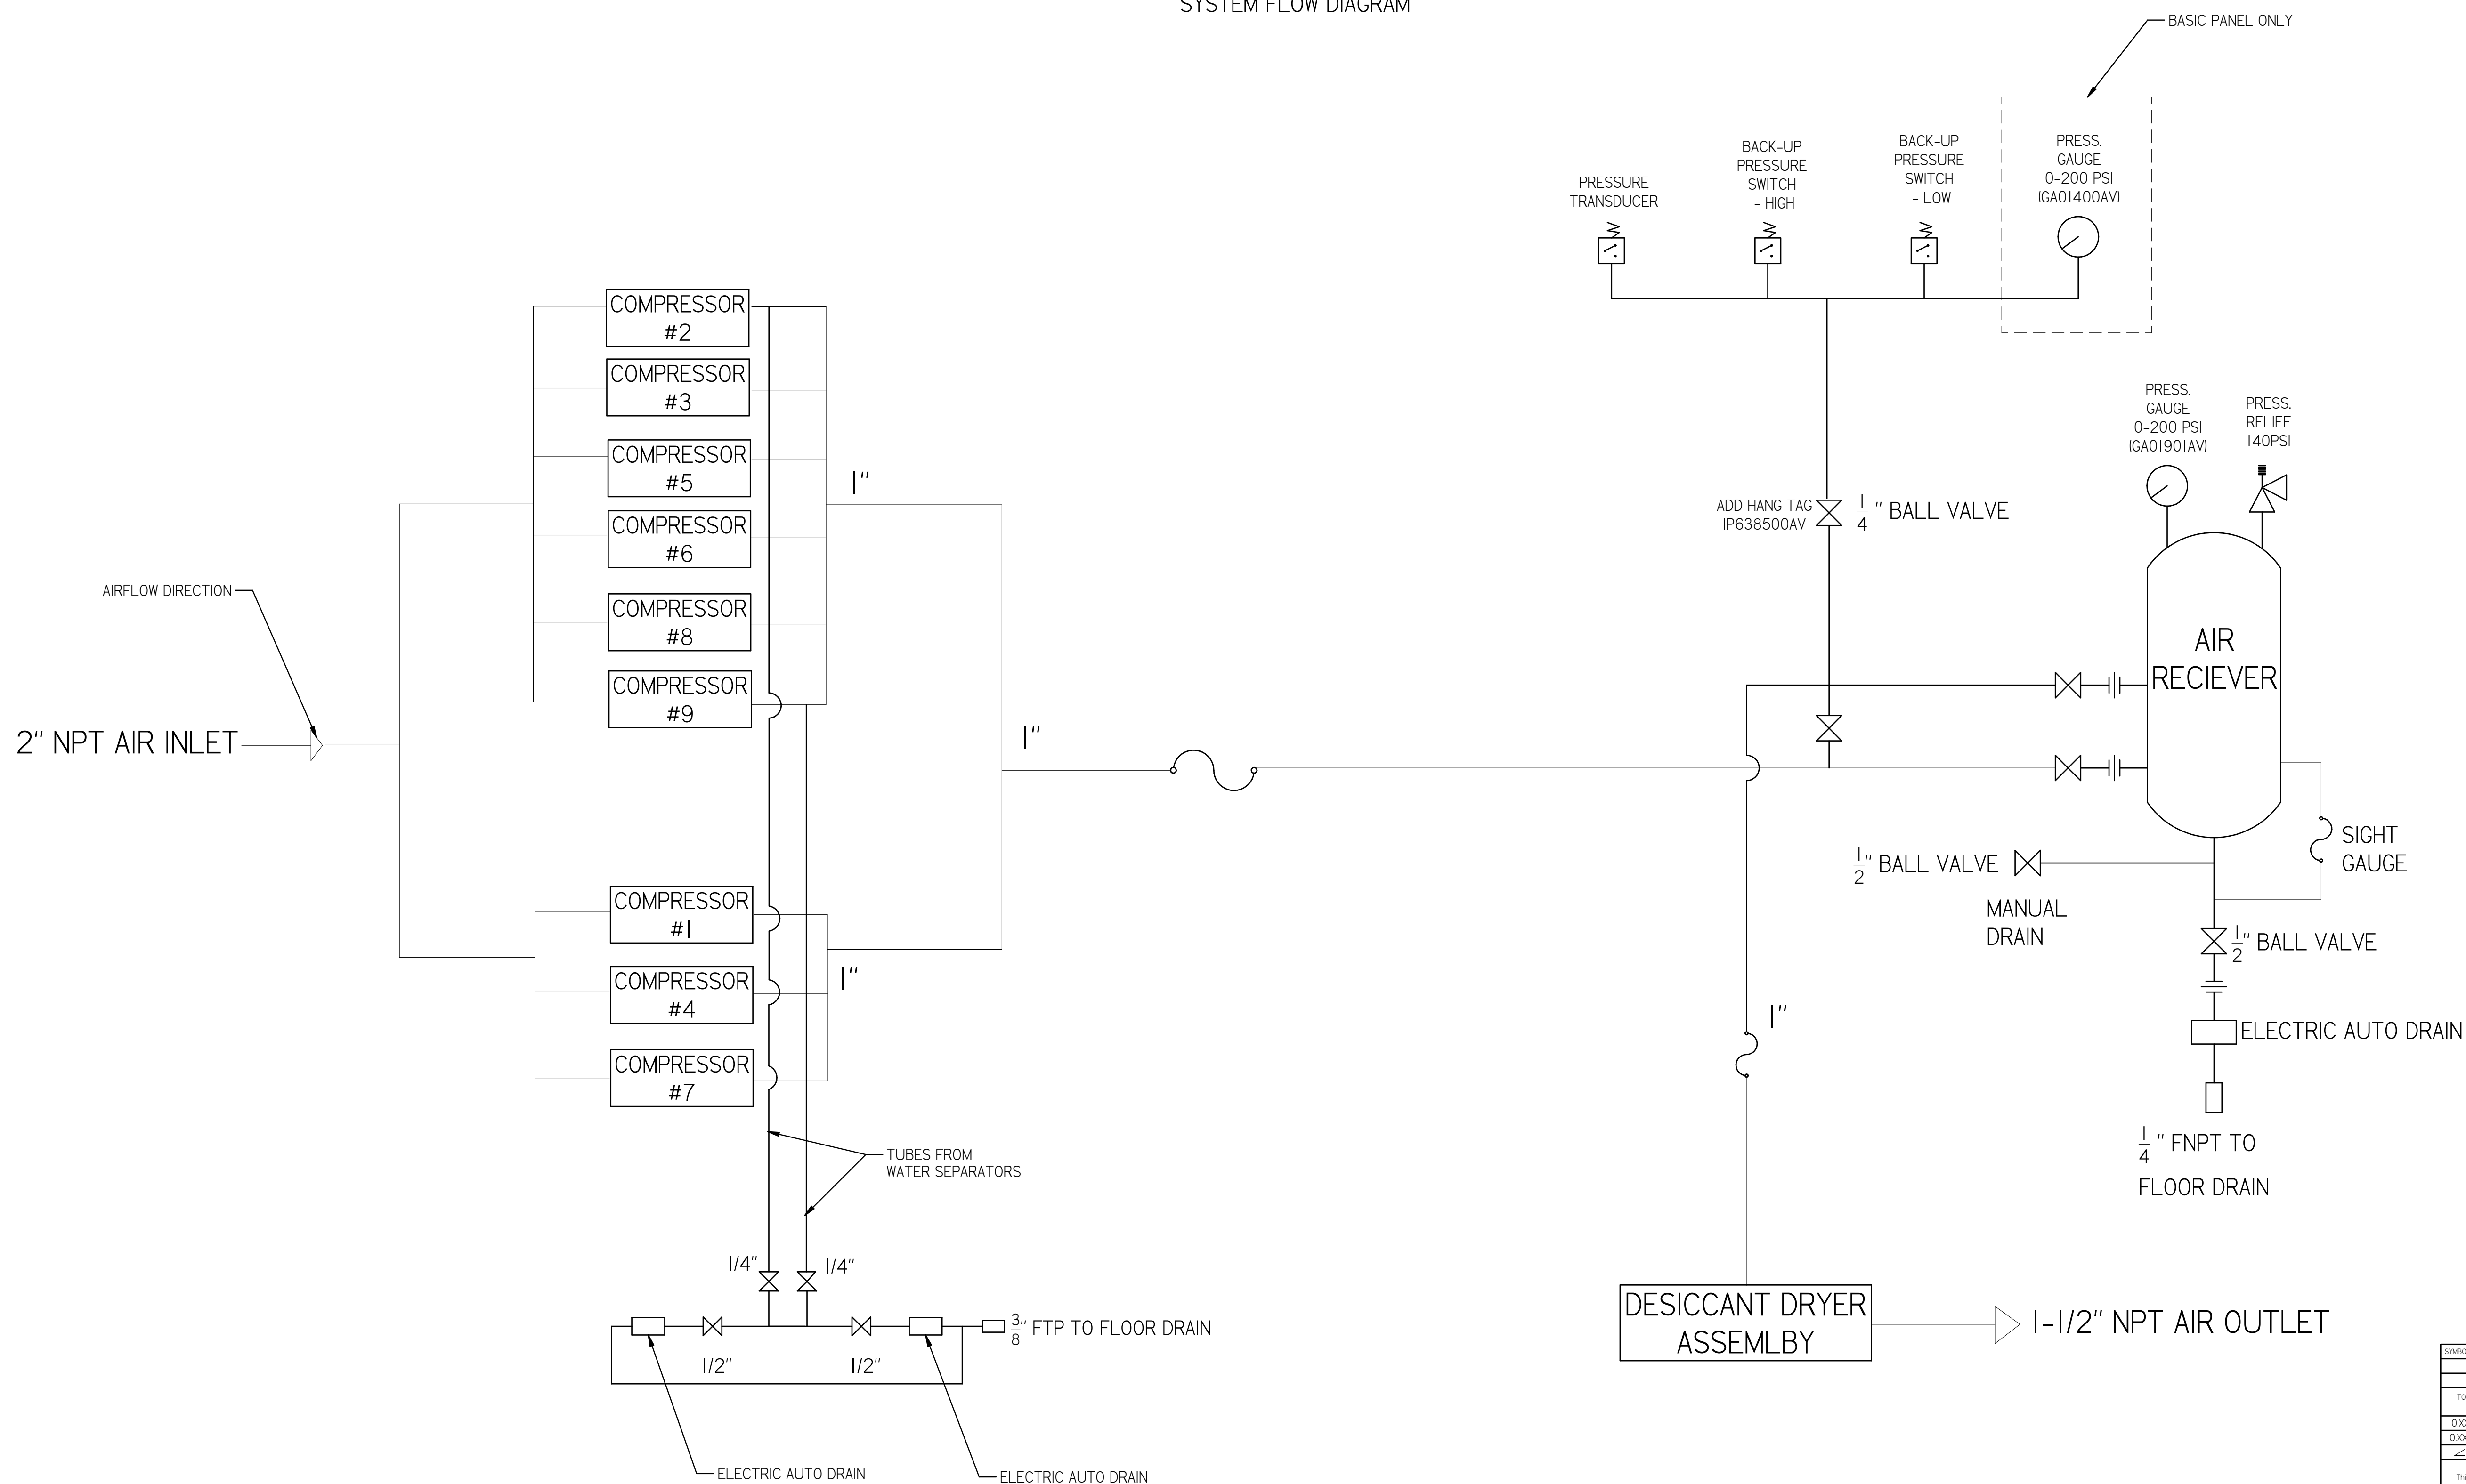 SYSTEM FLOW DIAGRAM
BASIC PANEL ONLY
PRESSURE
TRANSDUCER
BACK-UP
PRESSURE
SWITCH
- HIGH
BACK-UP
PRESSURE
SWITCH
- LOW
PRESS.
GAUGE
0-200 PSI
(GA01400AV)
COMPRESSOR
#2
COMPRESSOR
#3
COMPRESSOR
#5
COMPRESSOR
#6
COMPRESSOR
#8
COMPRESSOR
#9
1"
PRESS.
GAUGE
0-200 PSI
(GA01901AV)
PRESS.
RELIEF
140PSI
ADD HANG TAG
IP638500AV
1/4 " BALL VALVE
AIRFLOW DIRECTION
2" NPT AIR INLET
1"
AIR
RECIEVER
SIGHT
GAUGE
1/2" BALL VALVE
MANUAL
DRAIN
1/2" BALL VALVE
ELECTRIC AUTO DRAIN
1/4 " FNPT TO
FLOOR DRAIN
COMPRESSOR
#1
COMPRESSOR
#4
COMPRESSOR
#7
1"
1"
TUBES FROM
WATER SEPARATORS
1/4"
1/4"
3/8" FTP TO FLOOR DRAIN
1/2"
1/2"
ELECTRIC AUTO DRAIN
ELECTRIC AUTO DRAIN
DESICCANT DRYER
ASSEMLBY
1-1/2" NPT AIR OUTLET